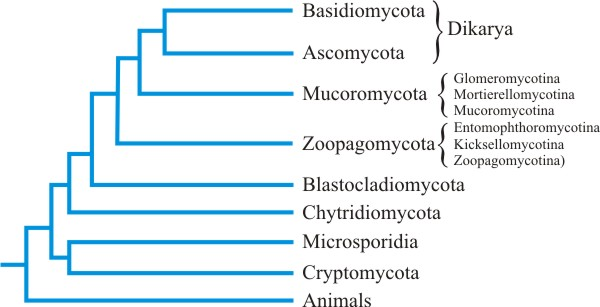 Basidiomycota
Dikarya
Ascomycota
Mucoromycota
Glomeromycotina
Mortierellomycotina
Mucoromycotina
Zoopagomycota
Entomophthoromycotina
Kicksellomycotina
Zoopagomycotina)
Blastocladiomycota
Chytridiomycota
Microsporidia
Cryptomycota
Animals